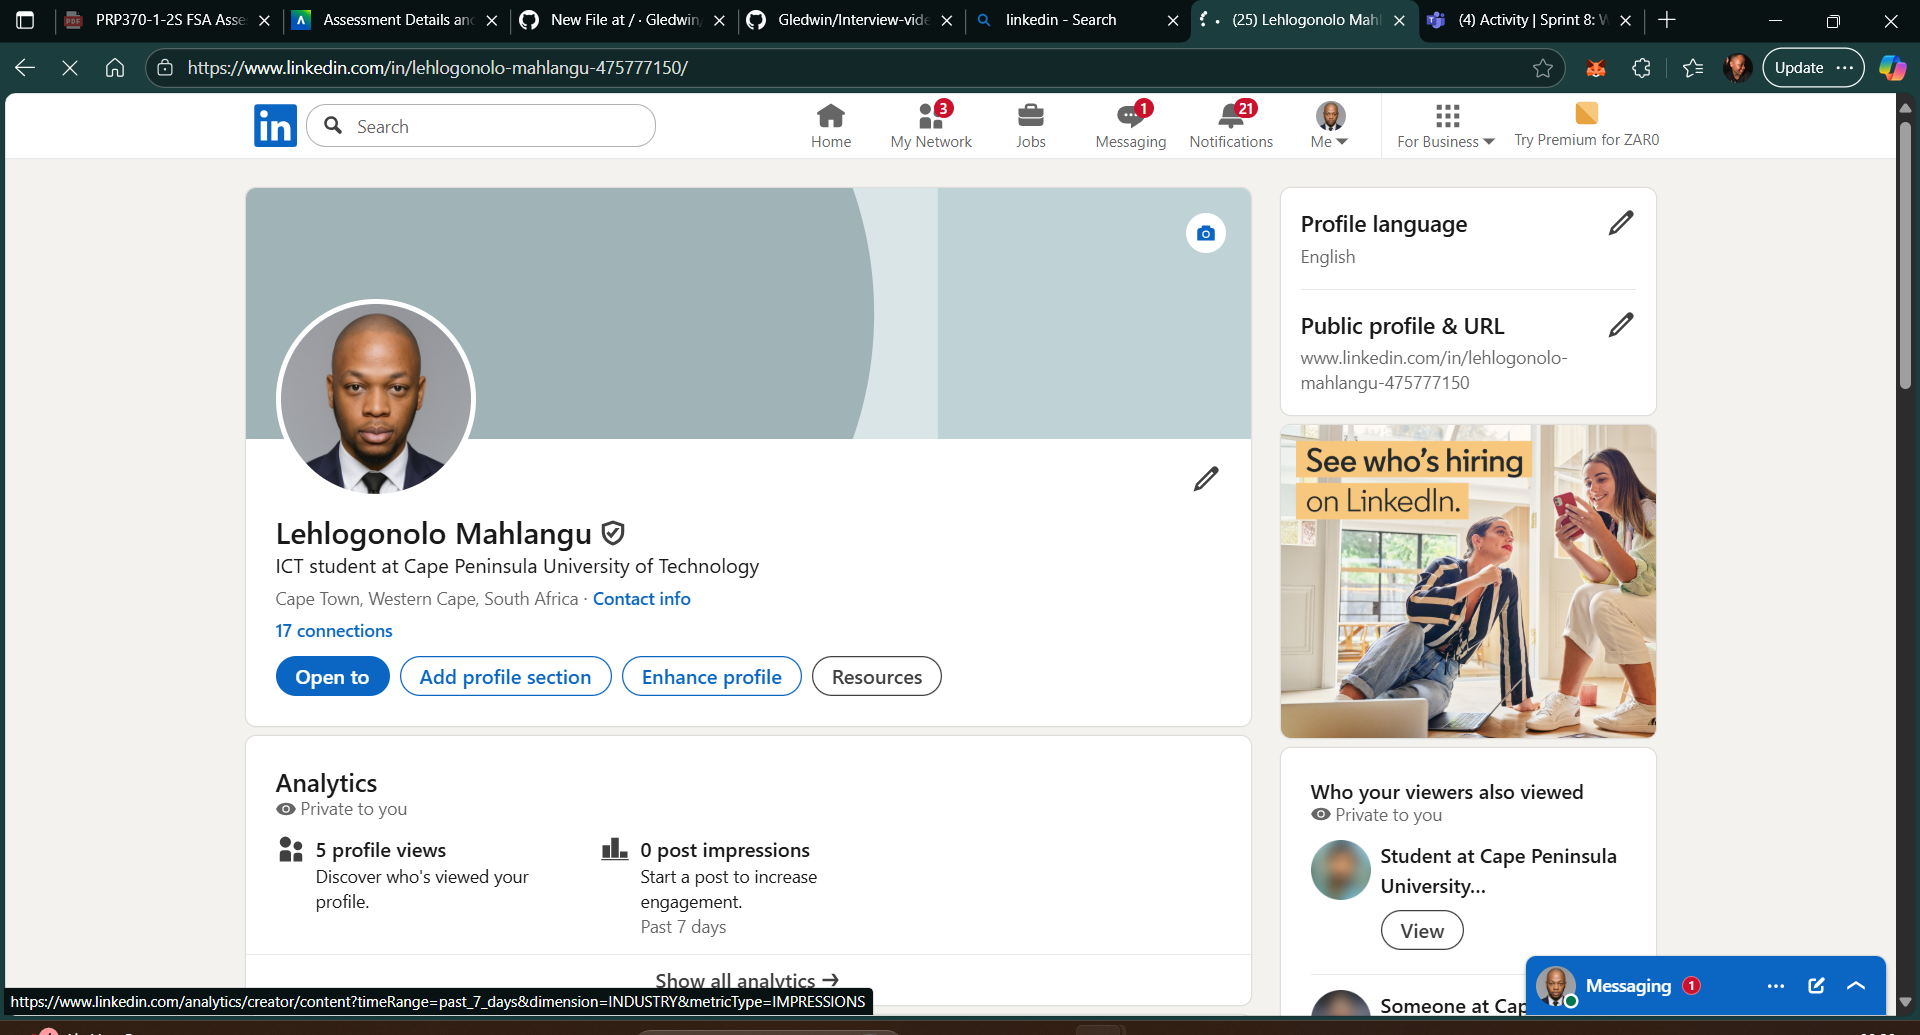 PRP370-1-2S FSA Asse
Assessment Details an
New File at / · Gledwin
Gledwin/Interview-vide
linkedin - Search
(25) Lehlogonolo Mahl
(4) Activity | Sprint 8: W
https://www.linkedin.com/in/lehlogonolo-mahlangu-475777150/
Update
in
Search
Home
3
My Network
Jobs
1
Messaging
21
Notifications
Me
For Business
Try Premium for ZAR0
Lehlogonolo Mahlangu
ICT student at Cape Peninsula University of Technology
Cape Town, Western Cape, South Africa · Contact info
17 connections
Open to
Add profile section
Enhance profile
Resources
Analytics
Private to you
5 profile views
Discover who's viewed your
profile.
0 post impressions
Start a post to increase
engagement.
Past 7 days
Show all analytics →
Profile language
English
Public profile & URL
www.linkedin.com/in/lehlogonolo-
mahlangu-475777150
See who's hiring
on LinkedIn.
Who your viewers also viewed
Private to you
Student at Cape Peninsula
University...
View
Someone at Cap
Messaging 1
https://www.linkedin.com/analytics/creator/content?timeRange=past_7_days&dimension=INDUSTRY&metricType=IMPRESSIONS